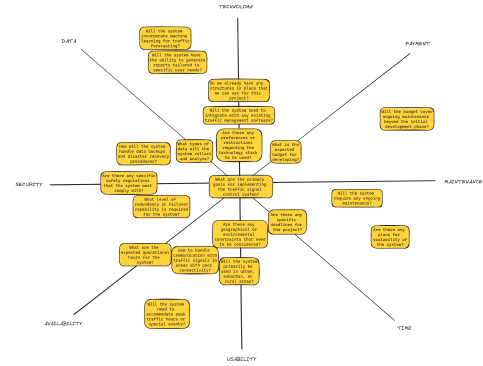 TECHNOLOGY
DATA
PAYMENT
Will the system
incorporate machine
learning for traffic
forecasting?
Will the system have
the ability to generate
reports tailored to
specific user needs?
Do we already have any
structures in place that
we can use for this
project?
Will the system need to
integrate with any existing
traffic management software?
Will the budget cover
ongoing maintenance
beyond the initial
development phase?
Are there any
preferences or
restrictions
regarding the
technology stack
to be used?
What types of
data will the
system collect
and analyze?
What is the
expected
budget for
developing?
How will the system
handle data backups
and disaster recovery
procedures?
Are there any specific
safety regulations
that the system must
comply with?
What are the primary
goals for implementing
the traffic signal
control system?
SECURITY
MAINTENANCE
What level of
redundancy or failover
capability is required
for the system?
Will the system
require any ongoing
maintenance?
Are there any
specific
deadlines for
the project?
Are there any
geographical or
environmental
constraints that need
to be considered?
Are there any
plans for
scalability of
the system?
What are the
expected operational
hours for the
system?
How to handle
communication with
traffic signals in
areas with poor
connectivity?
Will the system
primarily be
used in urban,
suburban, or
rural areas?
Will the system
need to
accommodate peak
traffic hours or
special events?
AVAILABILITY
TIME
USABILITY